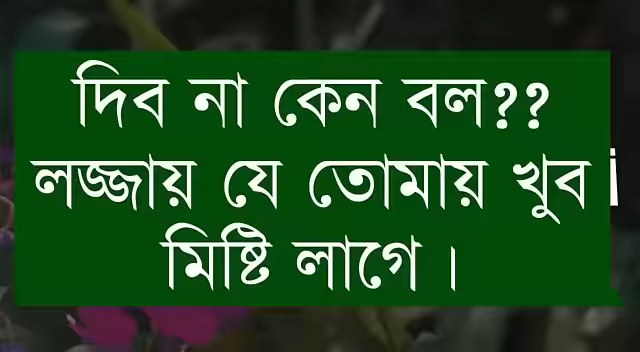 দিব না কেন বল??
লজ্জায় যে তোমায় খুব
মিষ্টি লাগে।